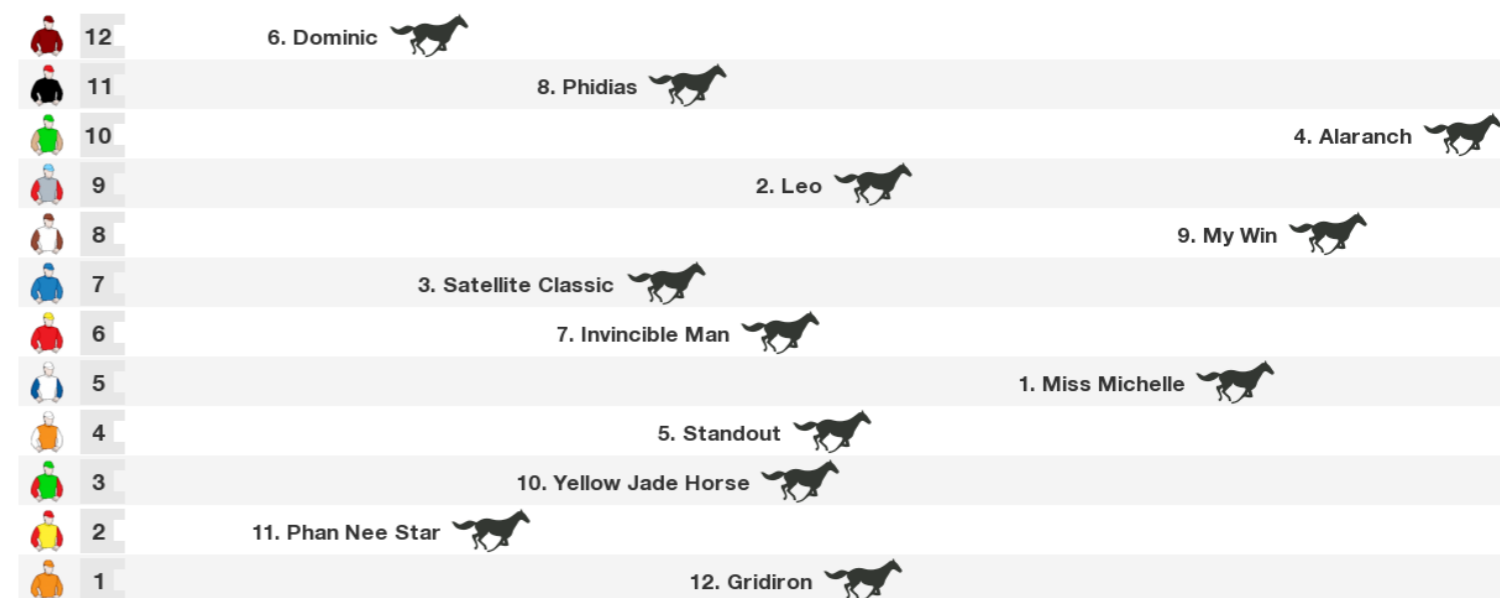 12 6. Dominic
11 8. Phidias
10 4. Alaranch
9 2. Leo
8 9. My Win
7 3. Satellite Classic
6 7. Invincible Man
5 1. Miss Michelle
4 5. Standout
3 10. Yellow Jade Horse
2 11. Phan Nee Star
1 12. Gridiron